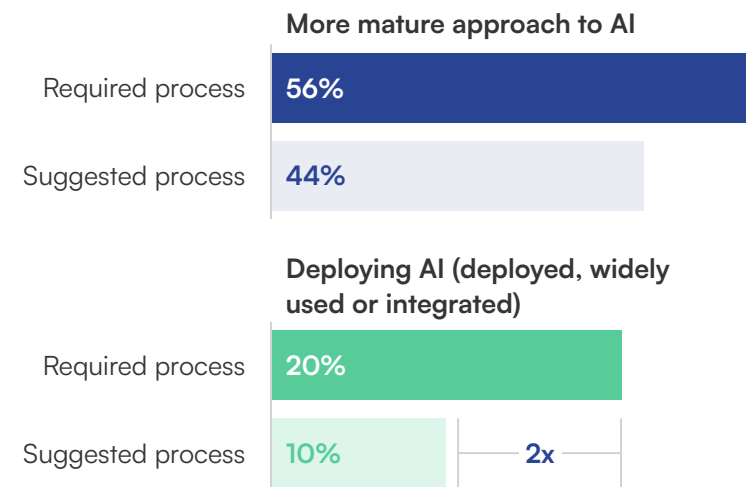 More mature approach to AI
Required process 56%
Suggested process 44%
Deploying AI (deployed, widely
used or integrated)
Required process 20%
Suggested process 10% 2x